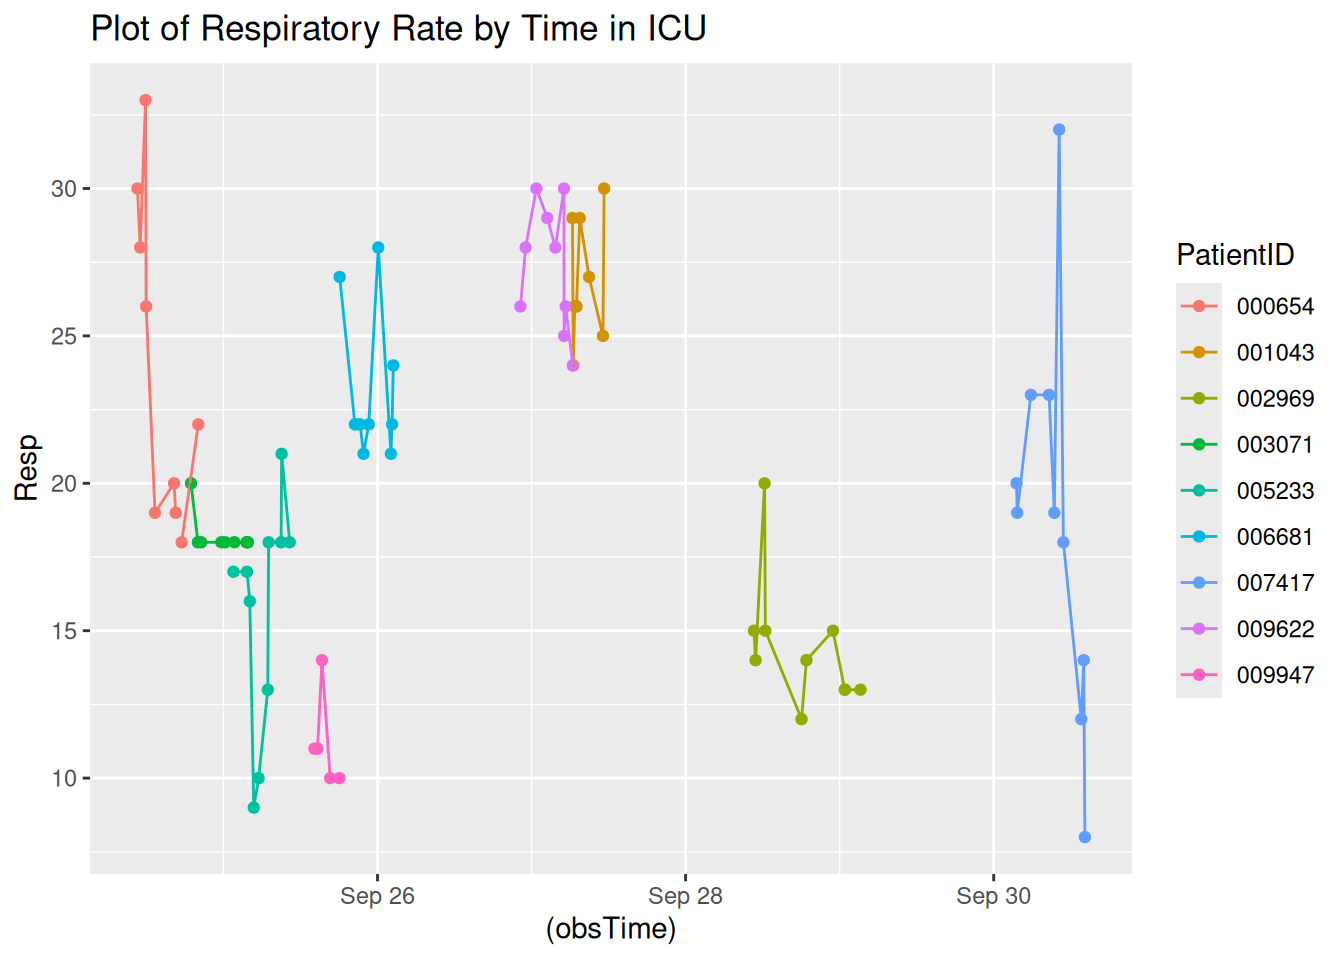 Plot of Respiratory Rate by Time in ICU
Resp
30
25
20
15
10
Sep 26
Sep 28
Sep 30
(obsTime)
PatientID
000654
001043
002969
003071
005233
006681
007417
009622
009947